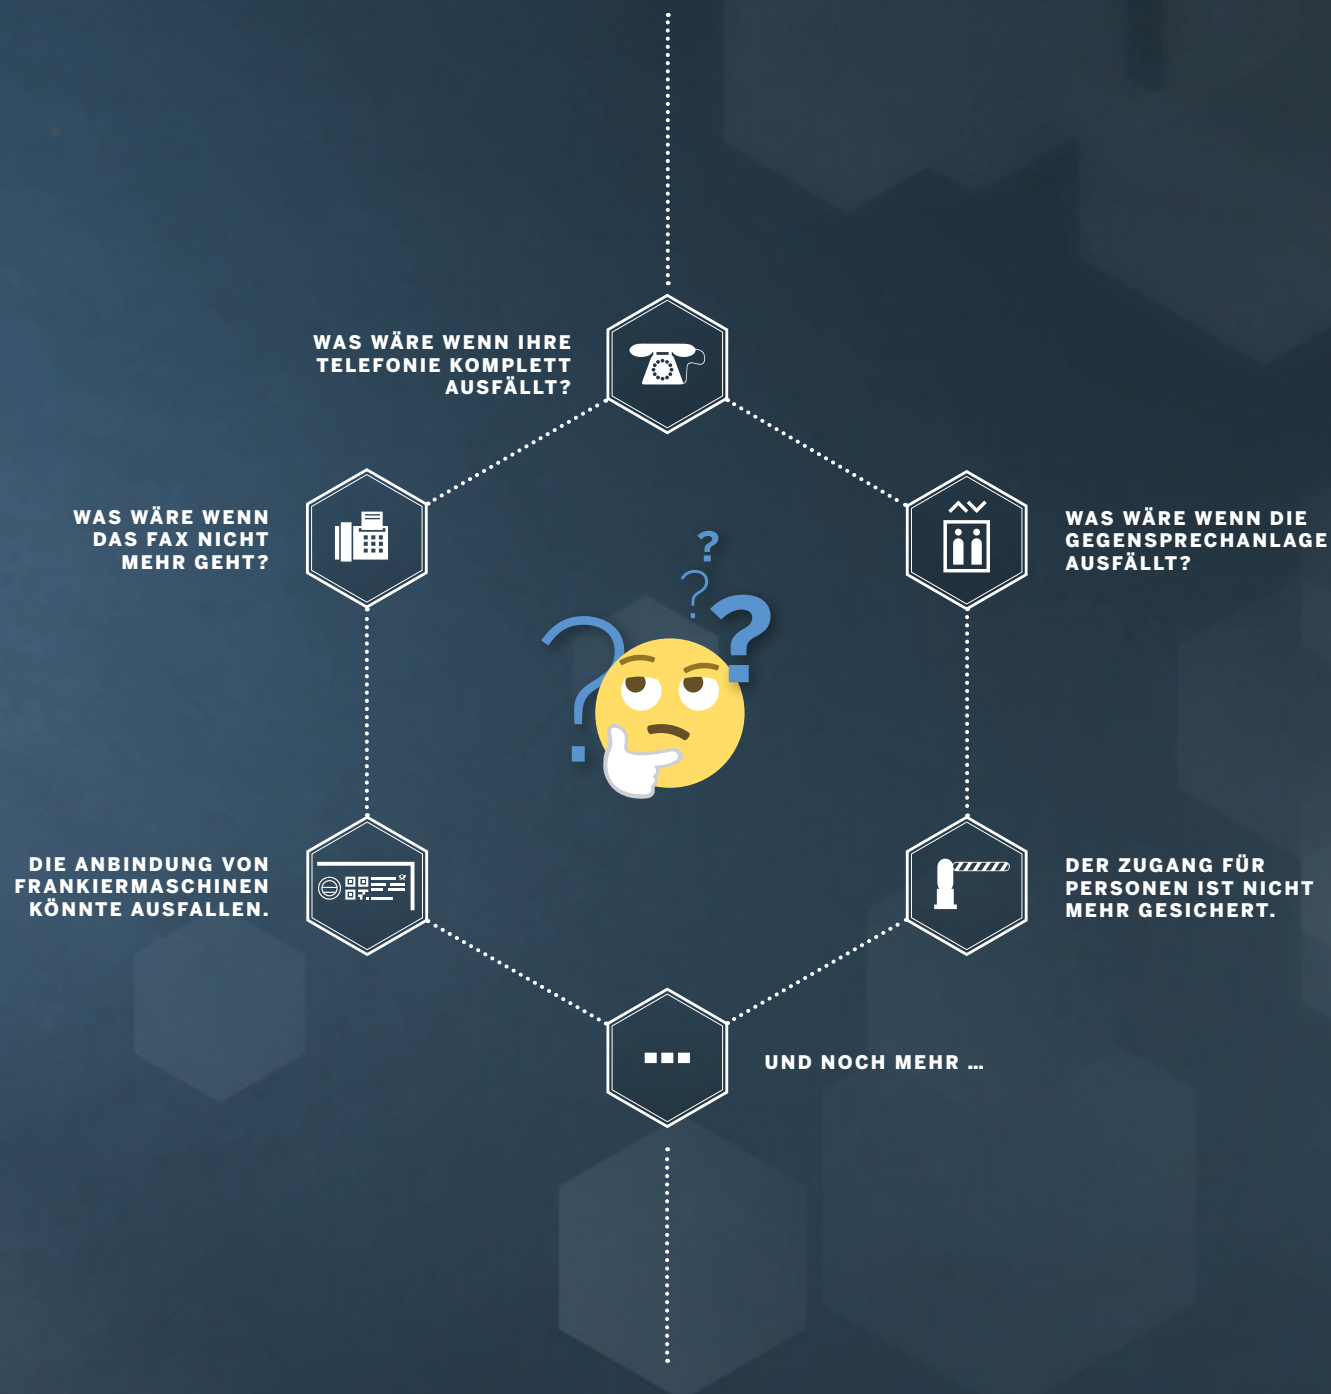 WAS WÄRE WENN IHRE
TELEFONIE KOMPLETT
AUSFÄLLT?
WAS WÄRE WENN
DAS FAX NICHT
MEHR GEHT?
WAS WÄRE WENN DIE
GEGENSPRECHANLAGE
AUSFÄLLT?
? ? ? ?
DIE ANBINDUNG VON
FRANKIERMASCHINEN
KÖNNTE AUSFALLEN.
DER ZUGANG FÜR
PERSONEN IST NICHT
MEHR GESICHERT.
UND NOCH MEHR ...